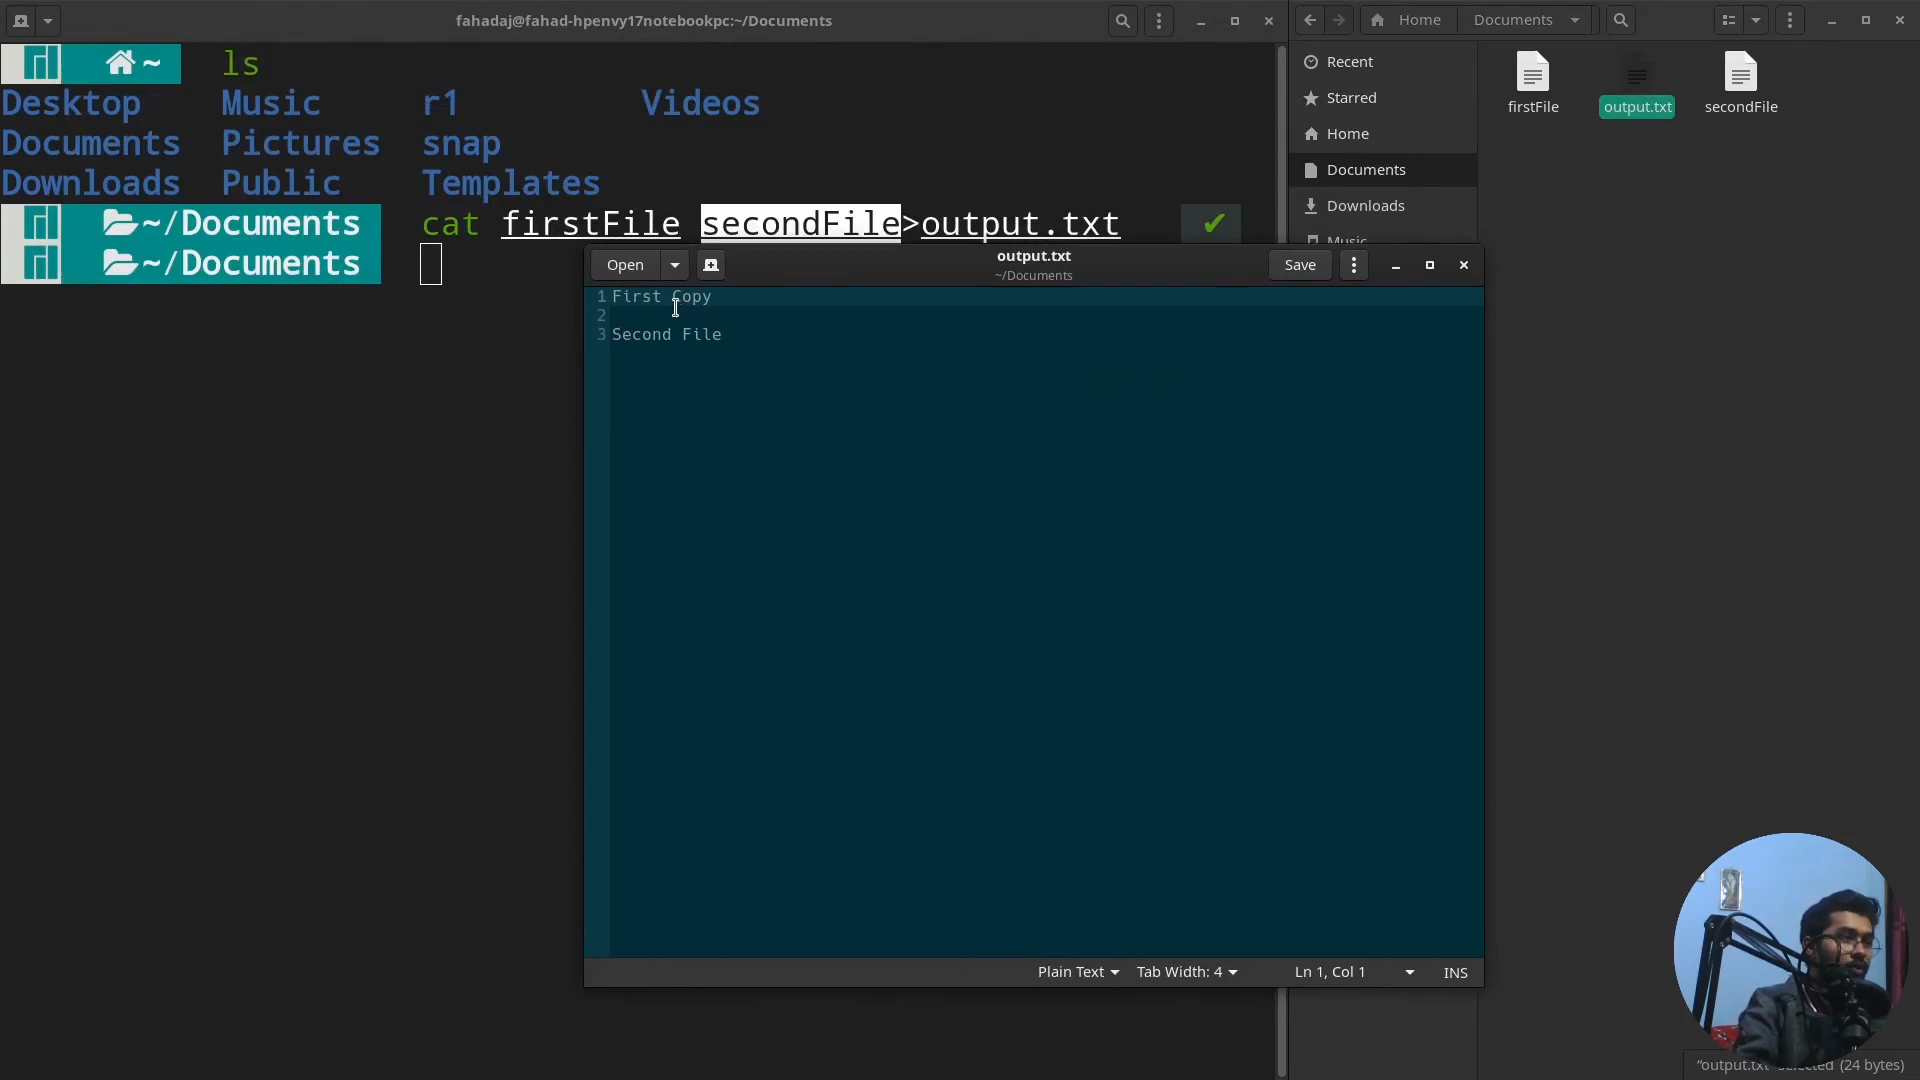 fahadaj@fahad-hpenvy17notebookpc:~/Documents
~ ls
Desktop Music r1 Videos
Documents Pictures snap
Downloads Public Templates
~/Documents cat firstFile secondFile>output.txt ✔
~/Documents
Home Documents
Recent
Starred
Home
Documents
Downloads
Music
firstFile
output.txt
secondFile
Open
output.txt
~/Documents
Save
1 First Copy
2
3 Second File
Plain Text
Tab Width: 4
Ln 1, Col 1
INS
"output.txt" selected (24 bytes)